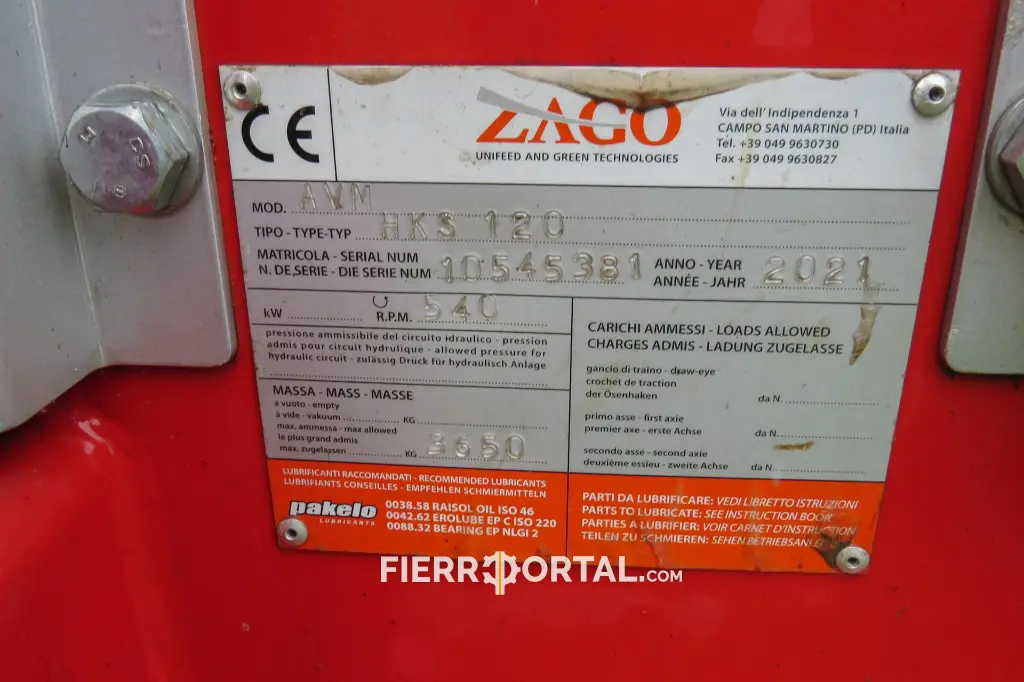 CE
ZAGO
UNIFEED AND GREEN TECHNOLOGIES
Via dell' Indipendenza 1
CAMPO SAN MARTINO (PD) Italia
Tel. +39 049 9630730
Fax +39 049 9630827
MOD. AVM
TIPO - TYPE-TYP HKS 120
MATRICOLA - SERIAL NUM
N. DE SERIE - DIE SERIE NUM 10545381
ANNO - YEAR
ANNÉE - JAHR 2021
kW R.P.M. 540
pressione ammissibile del circuito idraulico - pression
admis pour circuit hydrulique - allowed pressure for
hydraulic circuit - zulässig Drück für hydraulisch Anlage
MASSA - MASS - MASSE
a vuoto - empty
à vide - vakuum KG
max. ammessa - max allowed
le plus grand admis
max. zugelassen KG 3650
CARICHI AMMESSI - LOADS ALLOWED
CHARGES ADMIS - LADUNG ZUGELASSE
gancio di traino - draw-eye
crochet de traction
der Ösenhaken da N.
primo asse - first axie
premier axe - erste Achse da N.
secondo asse - second axie
deuxième essieu - zweite Achse da N.
LUBRIFICANTI RACCOMANDATI - RECOMMENDED LUBRICANTS
LUBRIFIANTS CONSEILLES - EMPFEHLEN SCHMIERMITTELN
pakelo
LUBRICANTS
0038.58 RAISOL OIL ISO 46
0042.62 EROLUBE EP C ISO 220
0088.32 BEARING EP NLGI 2
PARTI DA LUBRIFICARE: VEDI LIBRETTO ISTRUZIONI
PARTS TO LUBRICATE: SEE INSTRUCTION BOOK
PARTIES A LUBRIFIER: VOIR CARNET D'INSTRUCTION
TEILEN ZU SCHMIEREN: SEHEN
FIERROPORTAL.COM